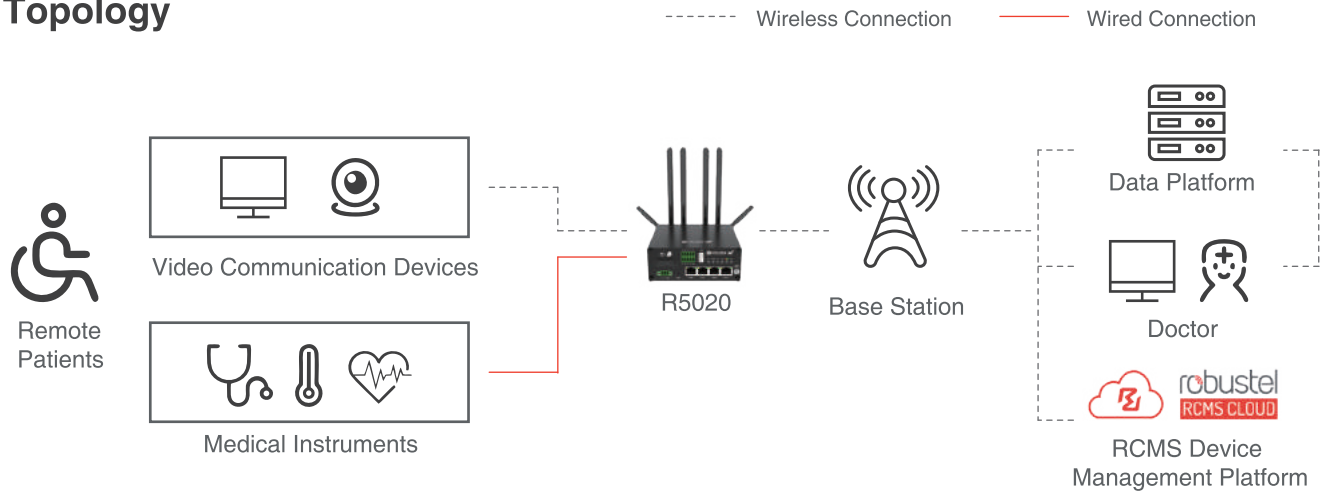 Topology
Wireless Connection
Wired Connection
Data Platform
Video Communication Devices
R5020
Base Station
Remote
Patients
Doctor
robustel
RCMS CLOUD
Medical Instruments
RCMS Device
Management Platform